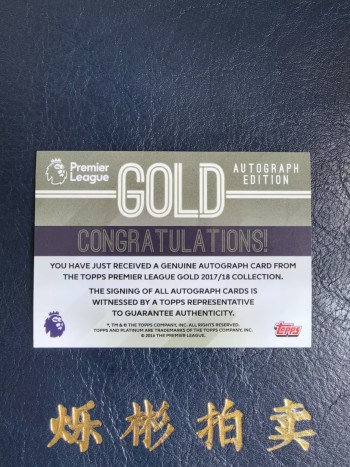 Premier
League
GOLD
AUTOGRAPH
EDITION
CONGRATULATIONS!
YOU HAVE JUST RECEIVED A GENUINE AUTOGRAPH CARD FROM
THE TOPPS PREMIER LEAGUE GOLD 2017/18 COLLECTION.
THE SIGNING OF ALL AUTOGRAPH CARDS IS
WITNESSED BY A TOPPS REPRESENTATIVE
TO GUARANTEE AUTHENTICITY.
®, TM & © THE TOPPS COMPANY, INC. ALL RIGHTS RESERVED.
TOPPS AND PLATINUM ARE TRADEMARKS OF THE TOPPS COMPANY, INC.
© 2016 THE PREMIER LEAGUE.
Topps
烁彬拍卖